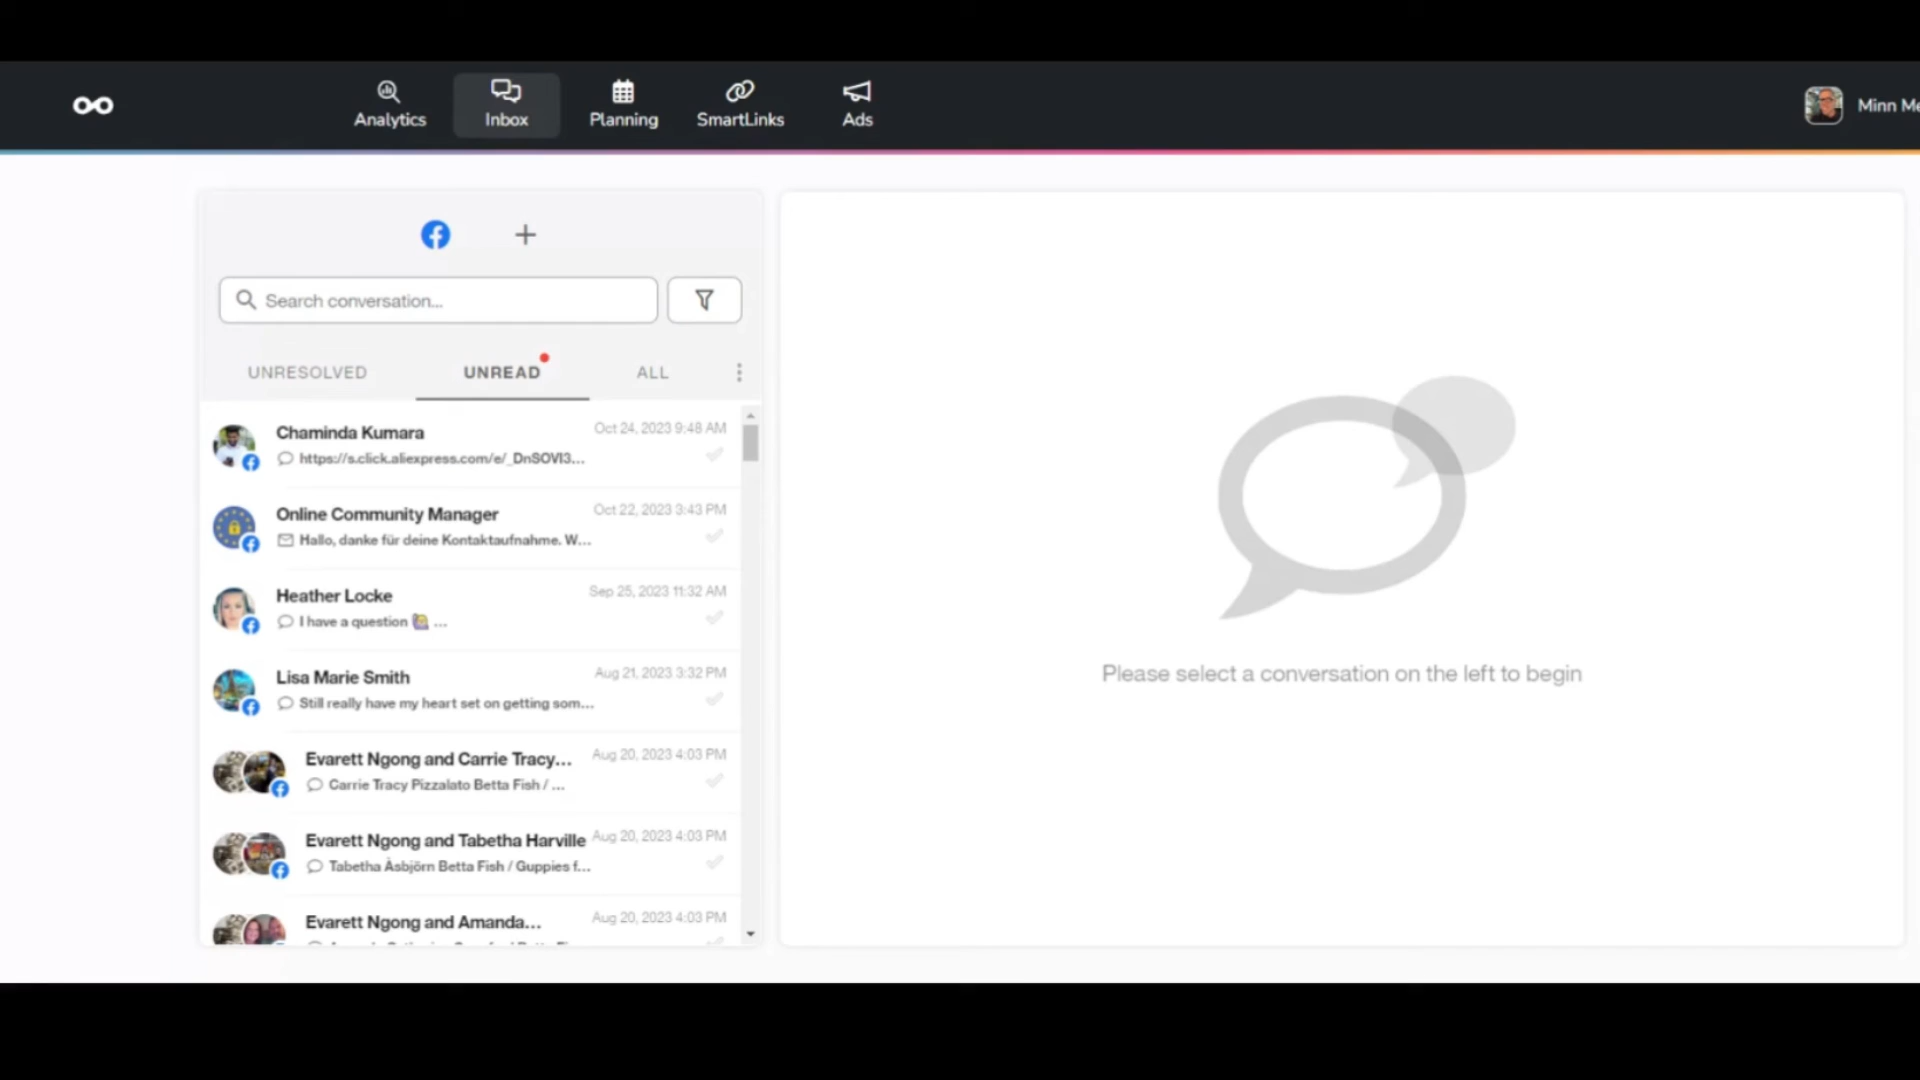 Analytics
Inbox
Planning
SmartLinks
Ads
Minn Me
Search conversation...
UNRESOLVED
UNREAD
ALL
Chaminda Kumara
Oct 24, 2023 9:48 AM
https://s.click.aliexpress.com/e/_DnSOVI3...
Online Community Manager
Oct 22, 2023 3:43 PM
Hallo, danke für deine Kontaktaufnahme. W...
Heather Locke
Sep 25, 2023 11:32 AM
I have a question 🙋 ...
Lisa Marie Smith
Aug 21, 2023 3:32 PM
Still really have my heart set on getting som...
Evarett Ngong and Carrie Tracy...
Aug 20, 2023 4:03 PM
Carrie Tracy Pizzalato Betta Fish / ...
Evarett Ngong and Tabetha Harville
Aug 20, 2023 4:03 PM
Tabetha Àsbjörn Betta Fish / Guppies f...
Evarett Ngong and Amanda...
Aug 20, 2023 4:03 PM
Please select a conversation on the left to begin